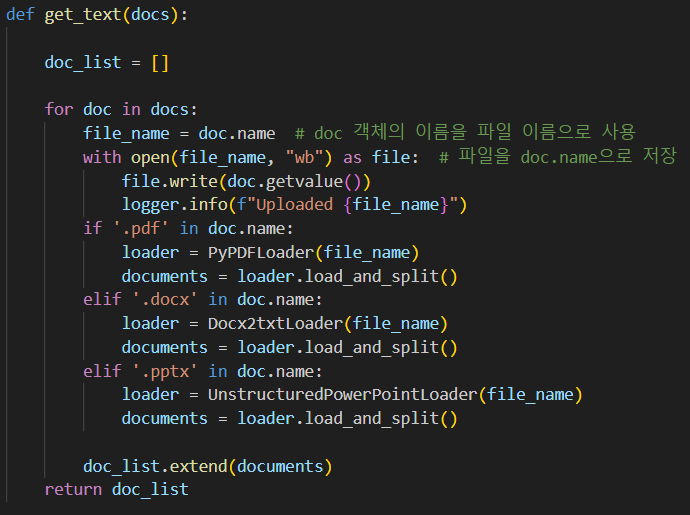 def get_text(docs):
    doc_list = []
    for doc in docs:
        file_name = doc.name  # doc 객체의 이름을 파일 이름으로 사용
        with open(file_name, "wb") as file:  # 파일을 doc.name으로 저장
            file.write(doc.getvalue())
            logger.info(f"Uploaded {file_name}")
        if '.pdf' in doc.name:
            loader = PyPDFLoader(file_name)
            documents = loader.load_and_split()
        elif '.docx' in doc.name:
            loader = Docx2txtLoader(file_name)
            documents = loader.load_and_split()
        elif '.pptx' in doc.name:
            loader = UnstructuredPowerPointLoader(file_name)
            documents = loader.load_and_split()
        doc_list.extend(documents)
    return doc_list